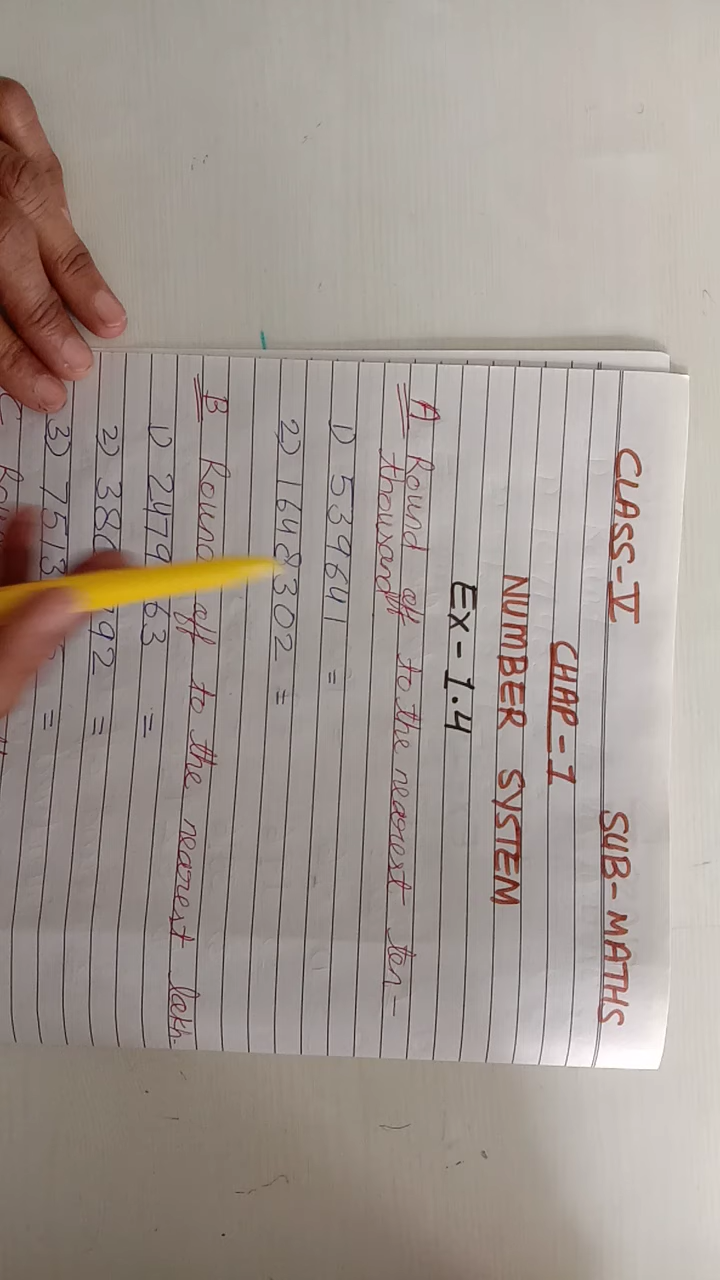 CLASS-V SUB-MATHS
CHAP-1
NUMBER SYSTEM
Ex-1.4
A Round off to the nearest ten-
thousand
1) 539641 =
2) 1648302 =
B Round off to the nearest lakh
1) 2479 63 =
2) 38 792 =
3) 7513 =
C